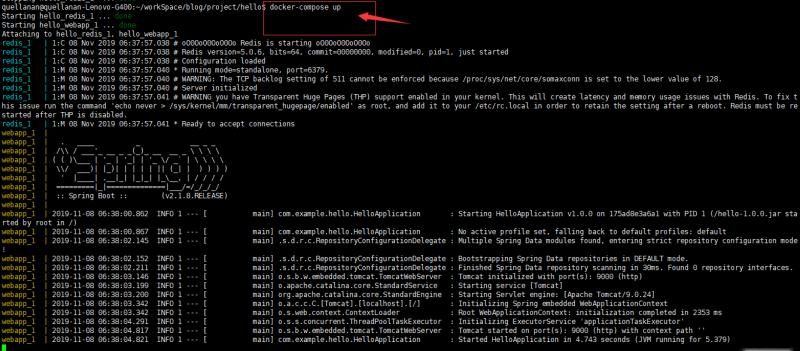 quellanan@quellanan-Lenovo-G400:~/workSpace/blog/project/hello$ docker-compose up
Starting hello_redis_1 ... done
Starting hello_webapp_1 ... done
Attaching to hello_redis_1, hello_webapp_1
redis_1 | 1:C 08 Nov 2019 06:37:57.038 # oO0OoO0OoO0Oo Redis is starting oO0OoO0OoO0Oo
redis_1 | 1:C 08 Nov 2019 06:37:57.038 # Redis version=5.0.6, bits=64, commit=00000000, modified=0, pid=1, just started
redis_1 | 1:C 08 Nov 2019 06:37:57.038 # Configuration loaded
redis_1 | 1:M 08 Nov 2019 06:37:57.040 * Running mode=standalone, port=6379.
redis_1 | 1:M 08 Nov 2019 06:37:57.040 # WARNING: The TCP backlog setting of 511 cannot be enforced because /proc/sys/net/core/somaxconn is set to the lower value of 128.
redis_1 | 1:M 08 Nov 2019 06:37:57.040 # Server initialized
redis_1 | 1:M 08 Nov 2019 06:37:57.040 # WARNING you have Transparent Huge Pages (THP) support enabled in your kernel. This will create latency and memory usage issues with Redis. To fix t
his issue run the command 'echo never > /sys/kernel/mm/transparent_hugepage/enabled' as root, and add it to your /etc/rc.local in order to retain the setting after a reboot. Redis must be re
started after THP is disabled.
redis_1 | 1:M 08 Nov 2019 06:37:57.041 * Ready to accept connections
webapp_1 |
webapp_1 |
webapp_1 |
webapp_1 |
webapp_1 |
webapp_1 |
webapp_1 |
webapp_1 | :: Spring Boot :: (v2.1.8.RELEASE)
webapp_1 |
webapp_1 | 2019-11-08 06:38:00.862 INFO 1 --- [ main] com.example.hello.HelloApplication : Starting HelloApplication v1.0.0 on 175ad8e3a6a1 with PID 1 (/hello-1.0.0.jar sta
rted by root in /)
webapp_1 | 2019-11-08 06:38:00.867 INFO 1 --- [ main] com.example.hello.HelloApplication : No active profile set, falling back to default profiles: default
webapp_1 | 2019-11-08 06:38:02.145 INFO 1 --- [ main] .s.d.r.c.RepositoryConfigurationDelegate : Multiple Spring Data modules found, entering strict repository configuration mode
!
webapp_1 | 2019-11-08 06:38:02.152 INFO 1 --- [ main] .s.d.r.c.RepositoryConfigurationDelegate : Bootstrapping Spring Data repositories in DEFAULT mode.
webapp_1 | 2019-11-08 06:38:02.211 INFO 1 --- [ main] .s.d.r.c.RepositoryConfigurationDelegate : Finished Spring Data repository scanning in 30ms. Found 0 repository interfaces.
webapp_1 | 2019-11-08 06:38:03.146 INFO 1 --- [ main] o.s.b.w.embedded.tomcat.TomcatWebServer : Tomcat initialized with port(s): 9000 (http)
webapp_1 | 2019-11-08 06:38:03.199 INFO 1 --- [ main] o.apache.catalina.core.StandardService : Starting service [Tomcat]
webapp_1 | 2019-11-08 06:38:03.200 INFO 1 --- [ main] org.apache.catalina.core.StandardEngine : Starting Servlet engine: [Apache Tomcat/9.0.24]
webapp_1 | 2019-11-08 06:38:03.342 INFO 1 --- [ main] o.a.c.c.C.[Tomcat].[localhost].[/] : Initializing Spring embedded WebApplicationContext
webapp_1 | 2019-11-08 06:38:03.342 INFO 1 --- [ main] o.s.web.context.ContextLoader : Root WebApplicationContext: initialization completed in 2353 ms
webapp_1 | 2019-11-08 06:38:04.291 INFO 1 --- [ main] o.s.s.concurrent.ThreadPoolTaskExecutor : Initializing ExecutorService 'applicationTaskExecutor'
webapp_1 | 2019-11-08 06:38:04.817 INFO 1 --- [ main] o.s.b.w.embedded.tomcat.TomcatWebServer : Tomcat started on port(s): 9000 (http) with context path ''
webapp_1 | 2019-11-08 06:38:04.821 INFO 1 --- [ main] com.example.hello.HelloApplication : Started HelloApplication in 4.743 seconds (JVM running for 5.379)